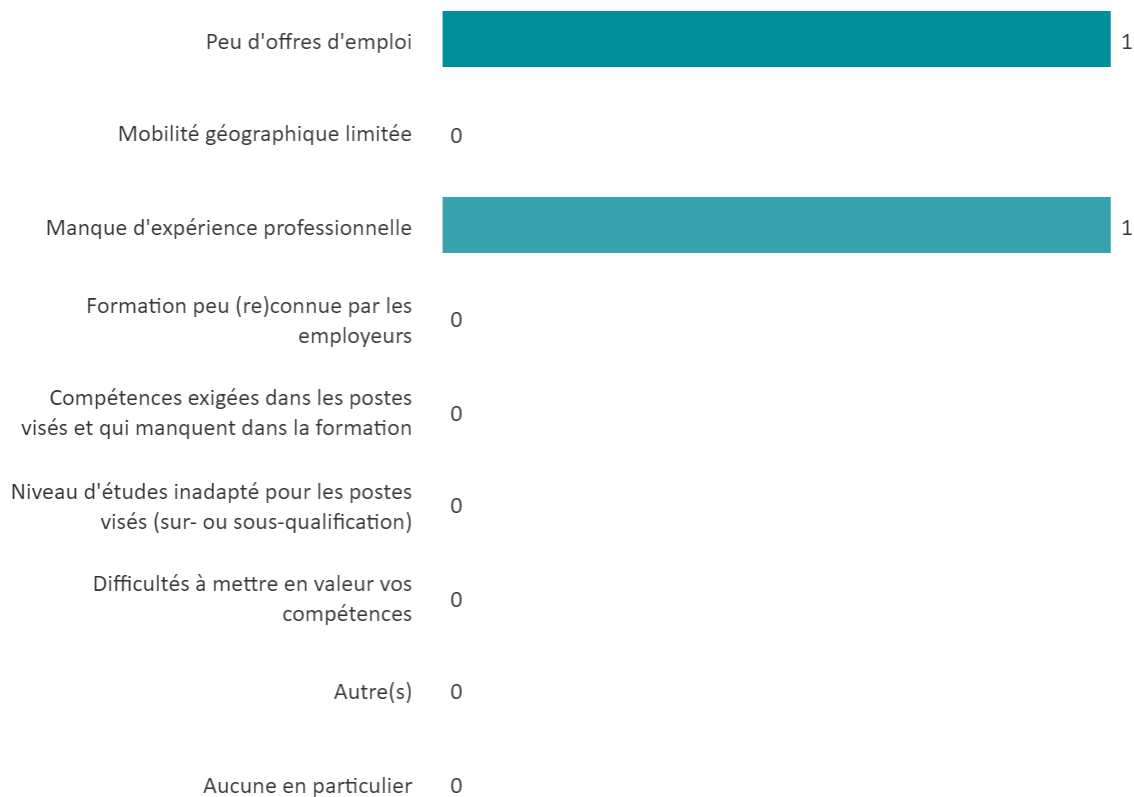 Peu d'offres d'emploi 1
Mobilité géographique limitée 0
Manque d'expérience professionnelle 1
Formation peu (re)connue par les
employeurs 0
Compétences exigées dans les postes
visés et qui manquent dans la formation 0
Niveau d'études inadapté pour les postes
visés (sur- ou sous-qualification) 0
Difficultés à mettre en valeur vos
compétences 0
Autre(s) 0
Aucune en particulier 0